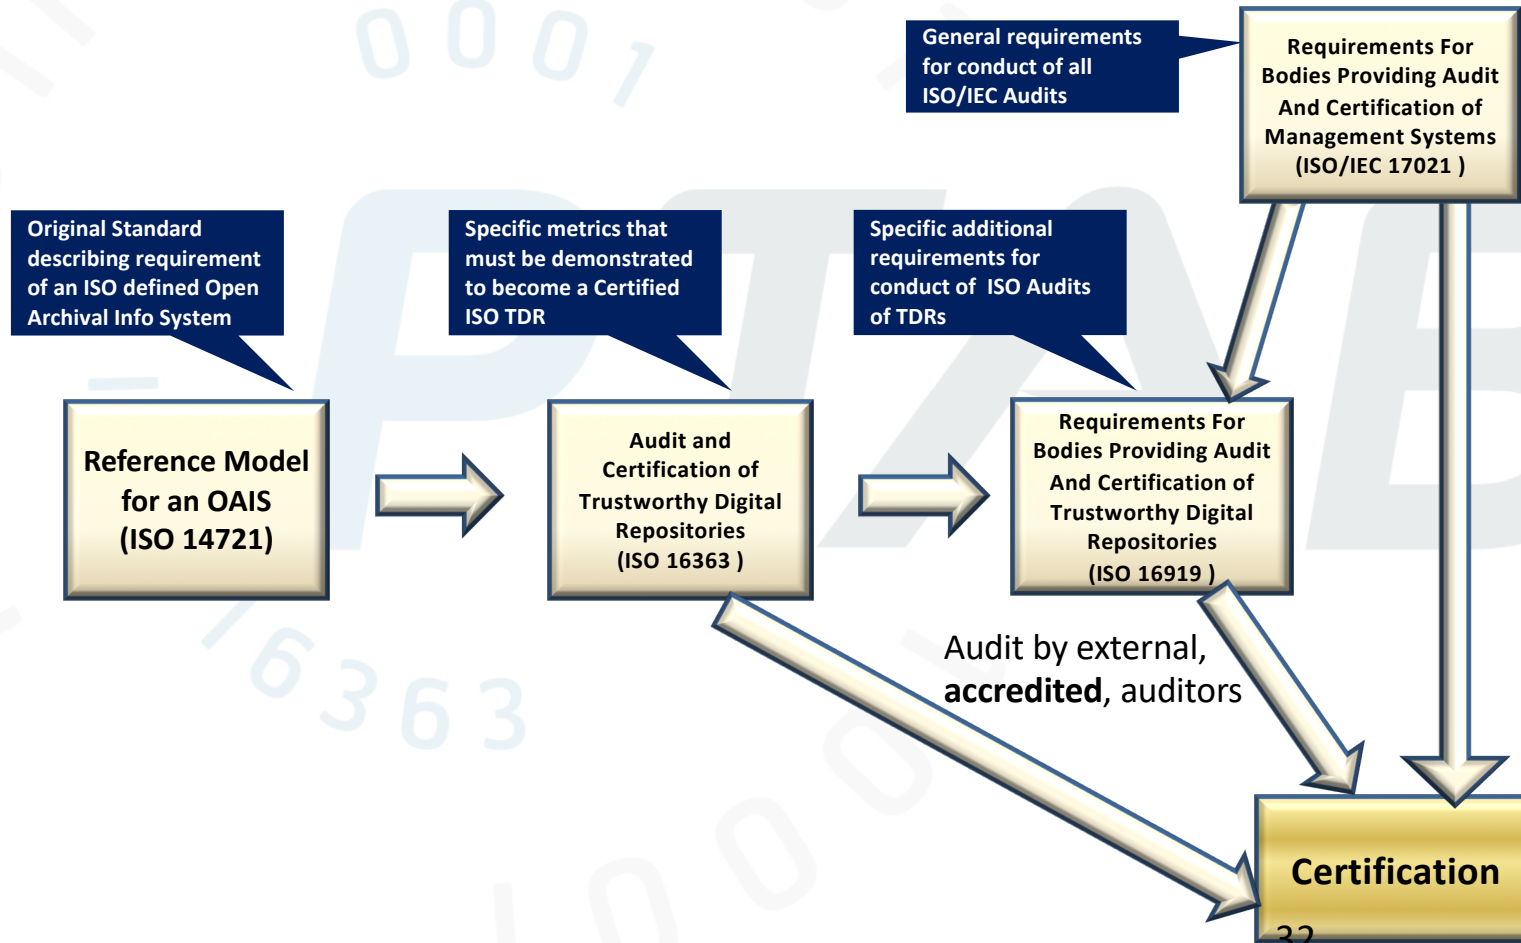 General requirements
for conduct of all
ISO/IEC Audits
Requirements For
Bodies Providing Audit
And Certification of
Management Systems
(ISO/IEC 17021 )
Original Standard
describing requirement
of an ISO defined Open
Archival Info System
Specific metrics that
must be demonstrated
to become a Certified
ISO TDR
Specific additional
requirements for
conduct of  ISO Audits
of TDRs
Reference Model
for an OAIS
(ISO 14721)
Audit and
Certification of
Trustworthy Digital
Repositories
(ISO 16363 )
Requirements For
Bodies Providing Audit
And Certification of
Trustworthy Digital
Repositories
(ISO 16919 )
Audit by external,
accredited, auditors
Certification
32
0001
PTAB
16363